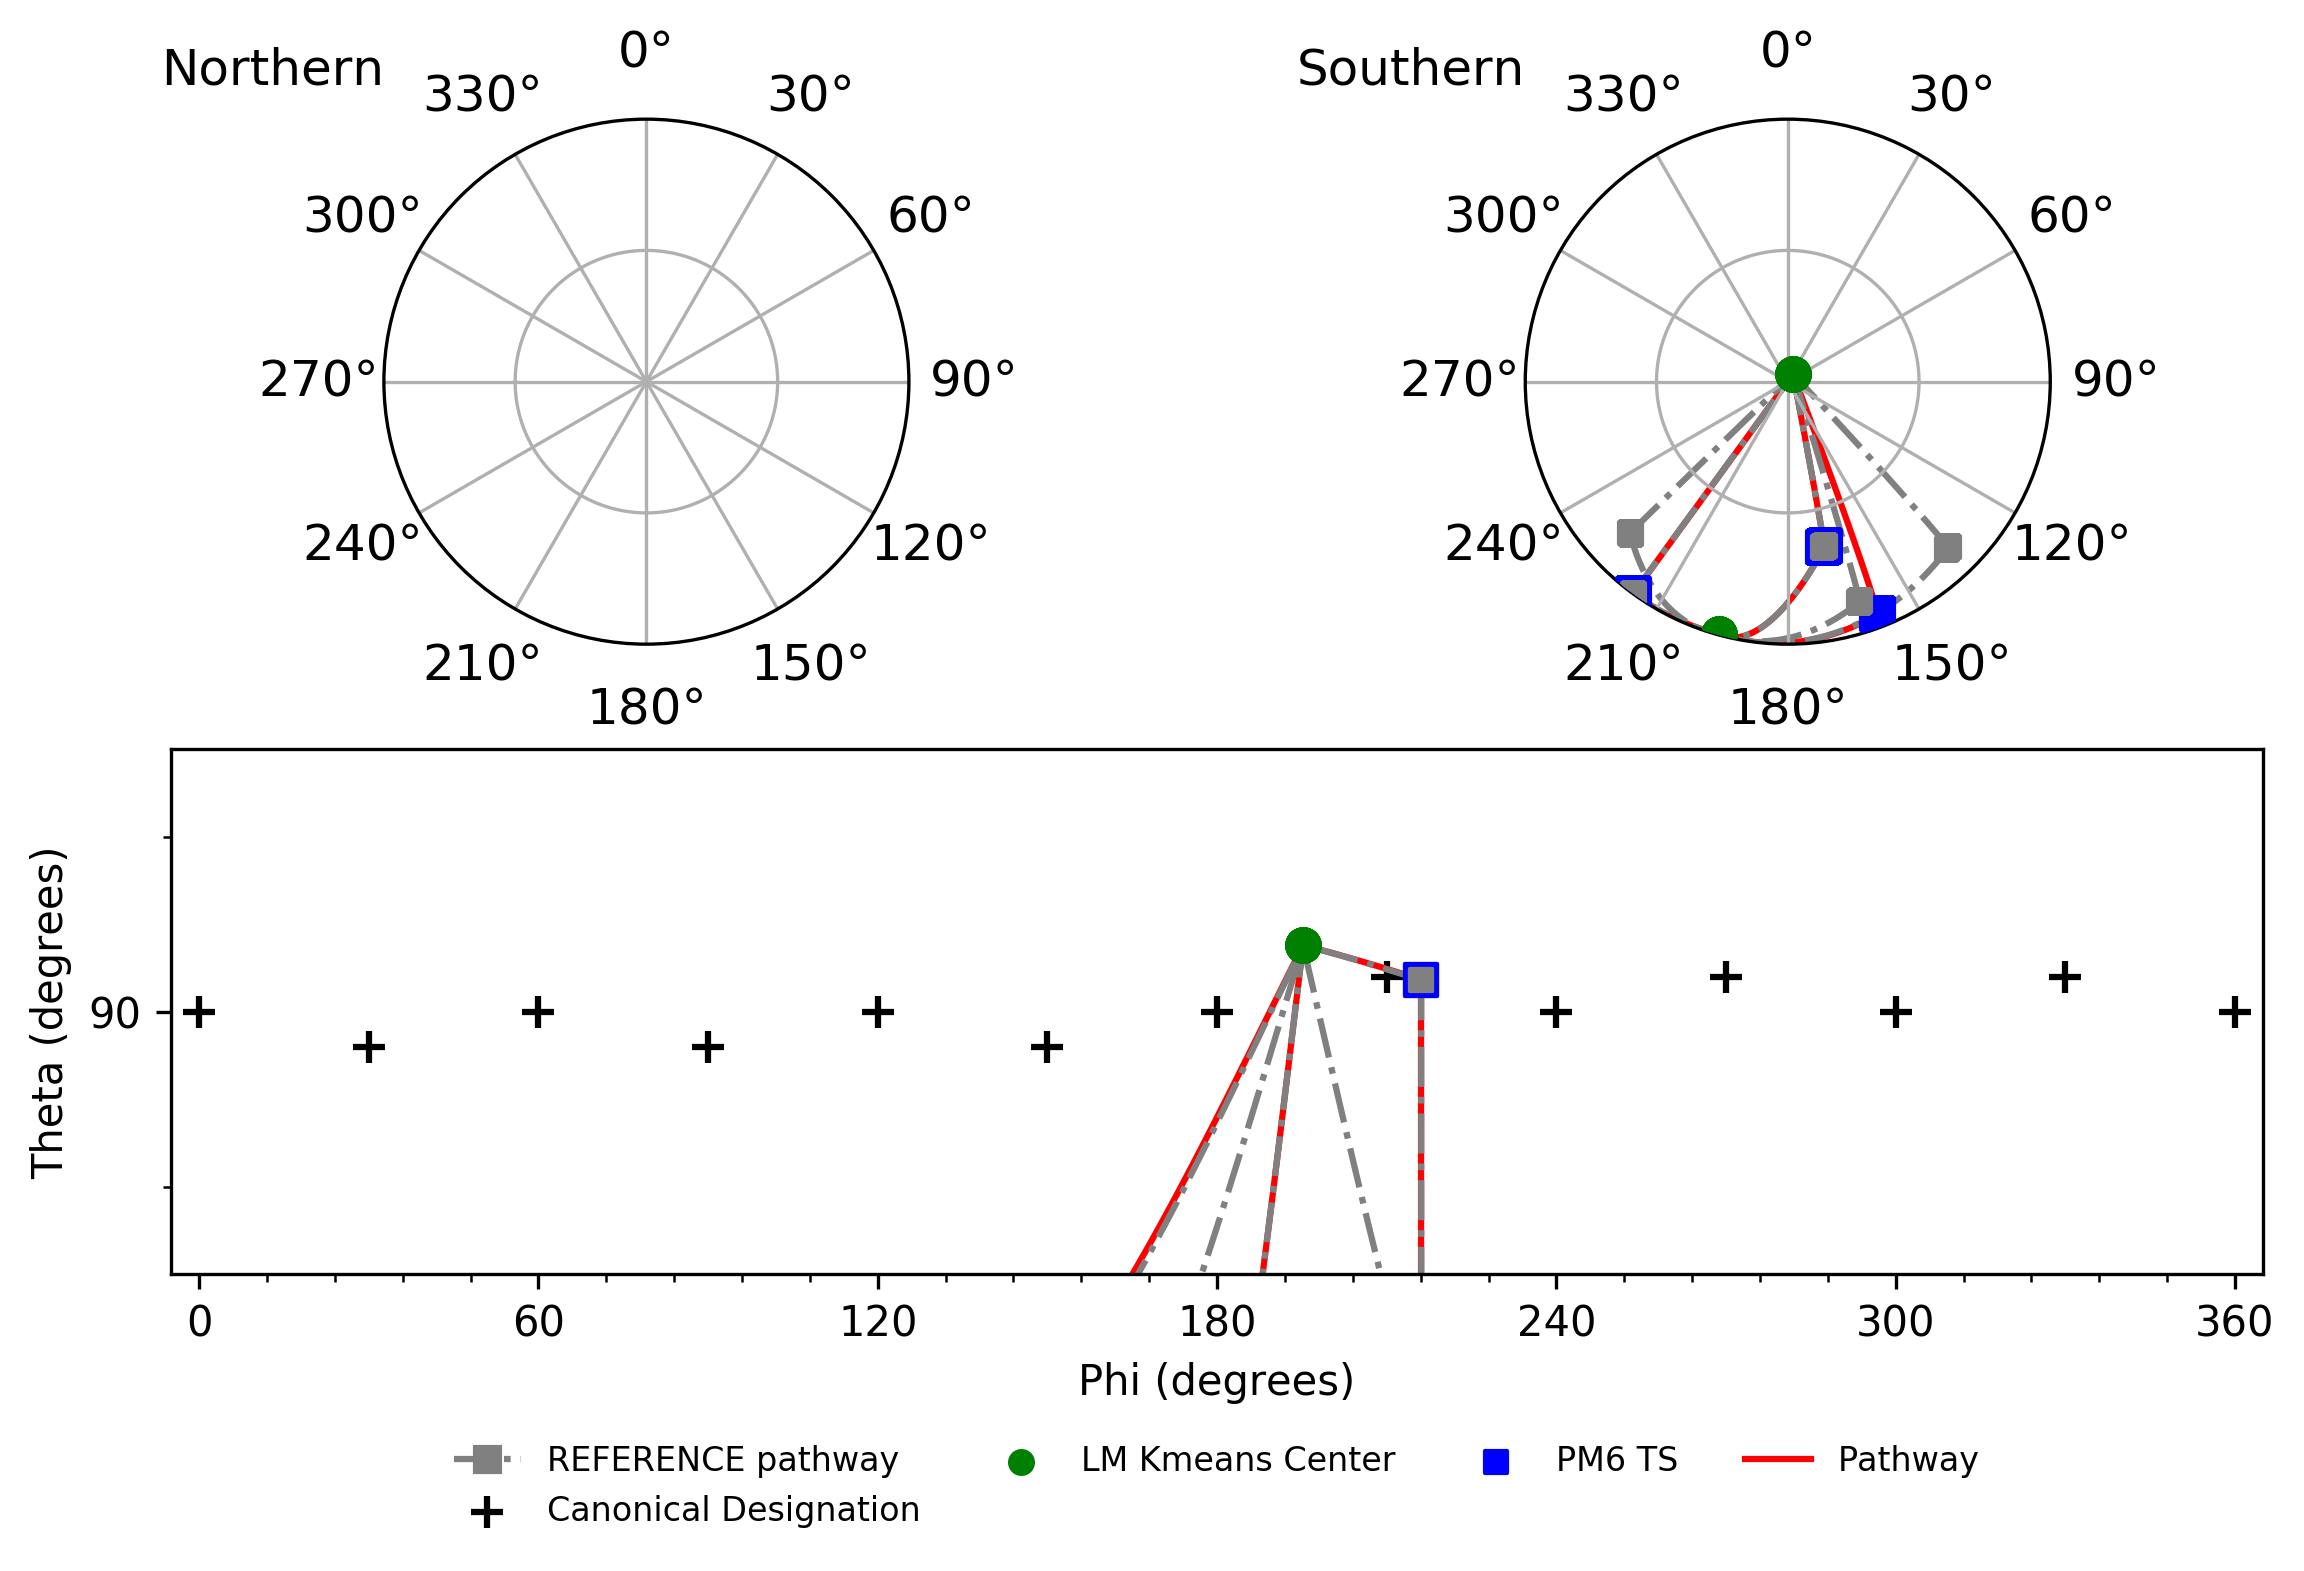 Northern
0°
330°
30°
300°
60°
270°
90°
240°
120°
210°
150°
180°
Southern
0°
330°
30°
300°
60°
270°
90°
240°
120°
210°
150°
180°
Theta (degrees)
90
0 60 120 180 240 300 360
Phi (degrees)
REFERENCE pathway
Canonical Designation
LM Kmeans Center
PM6 TS
Pathway